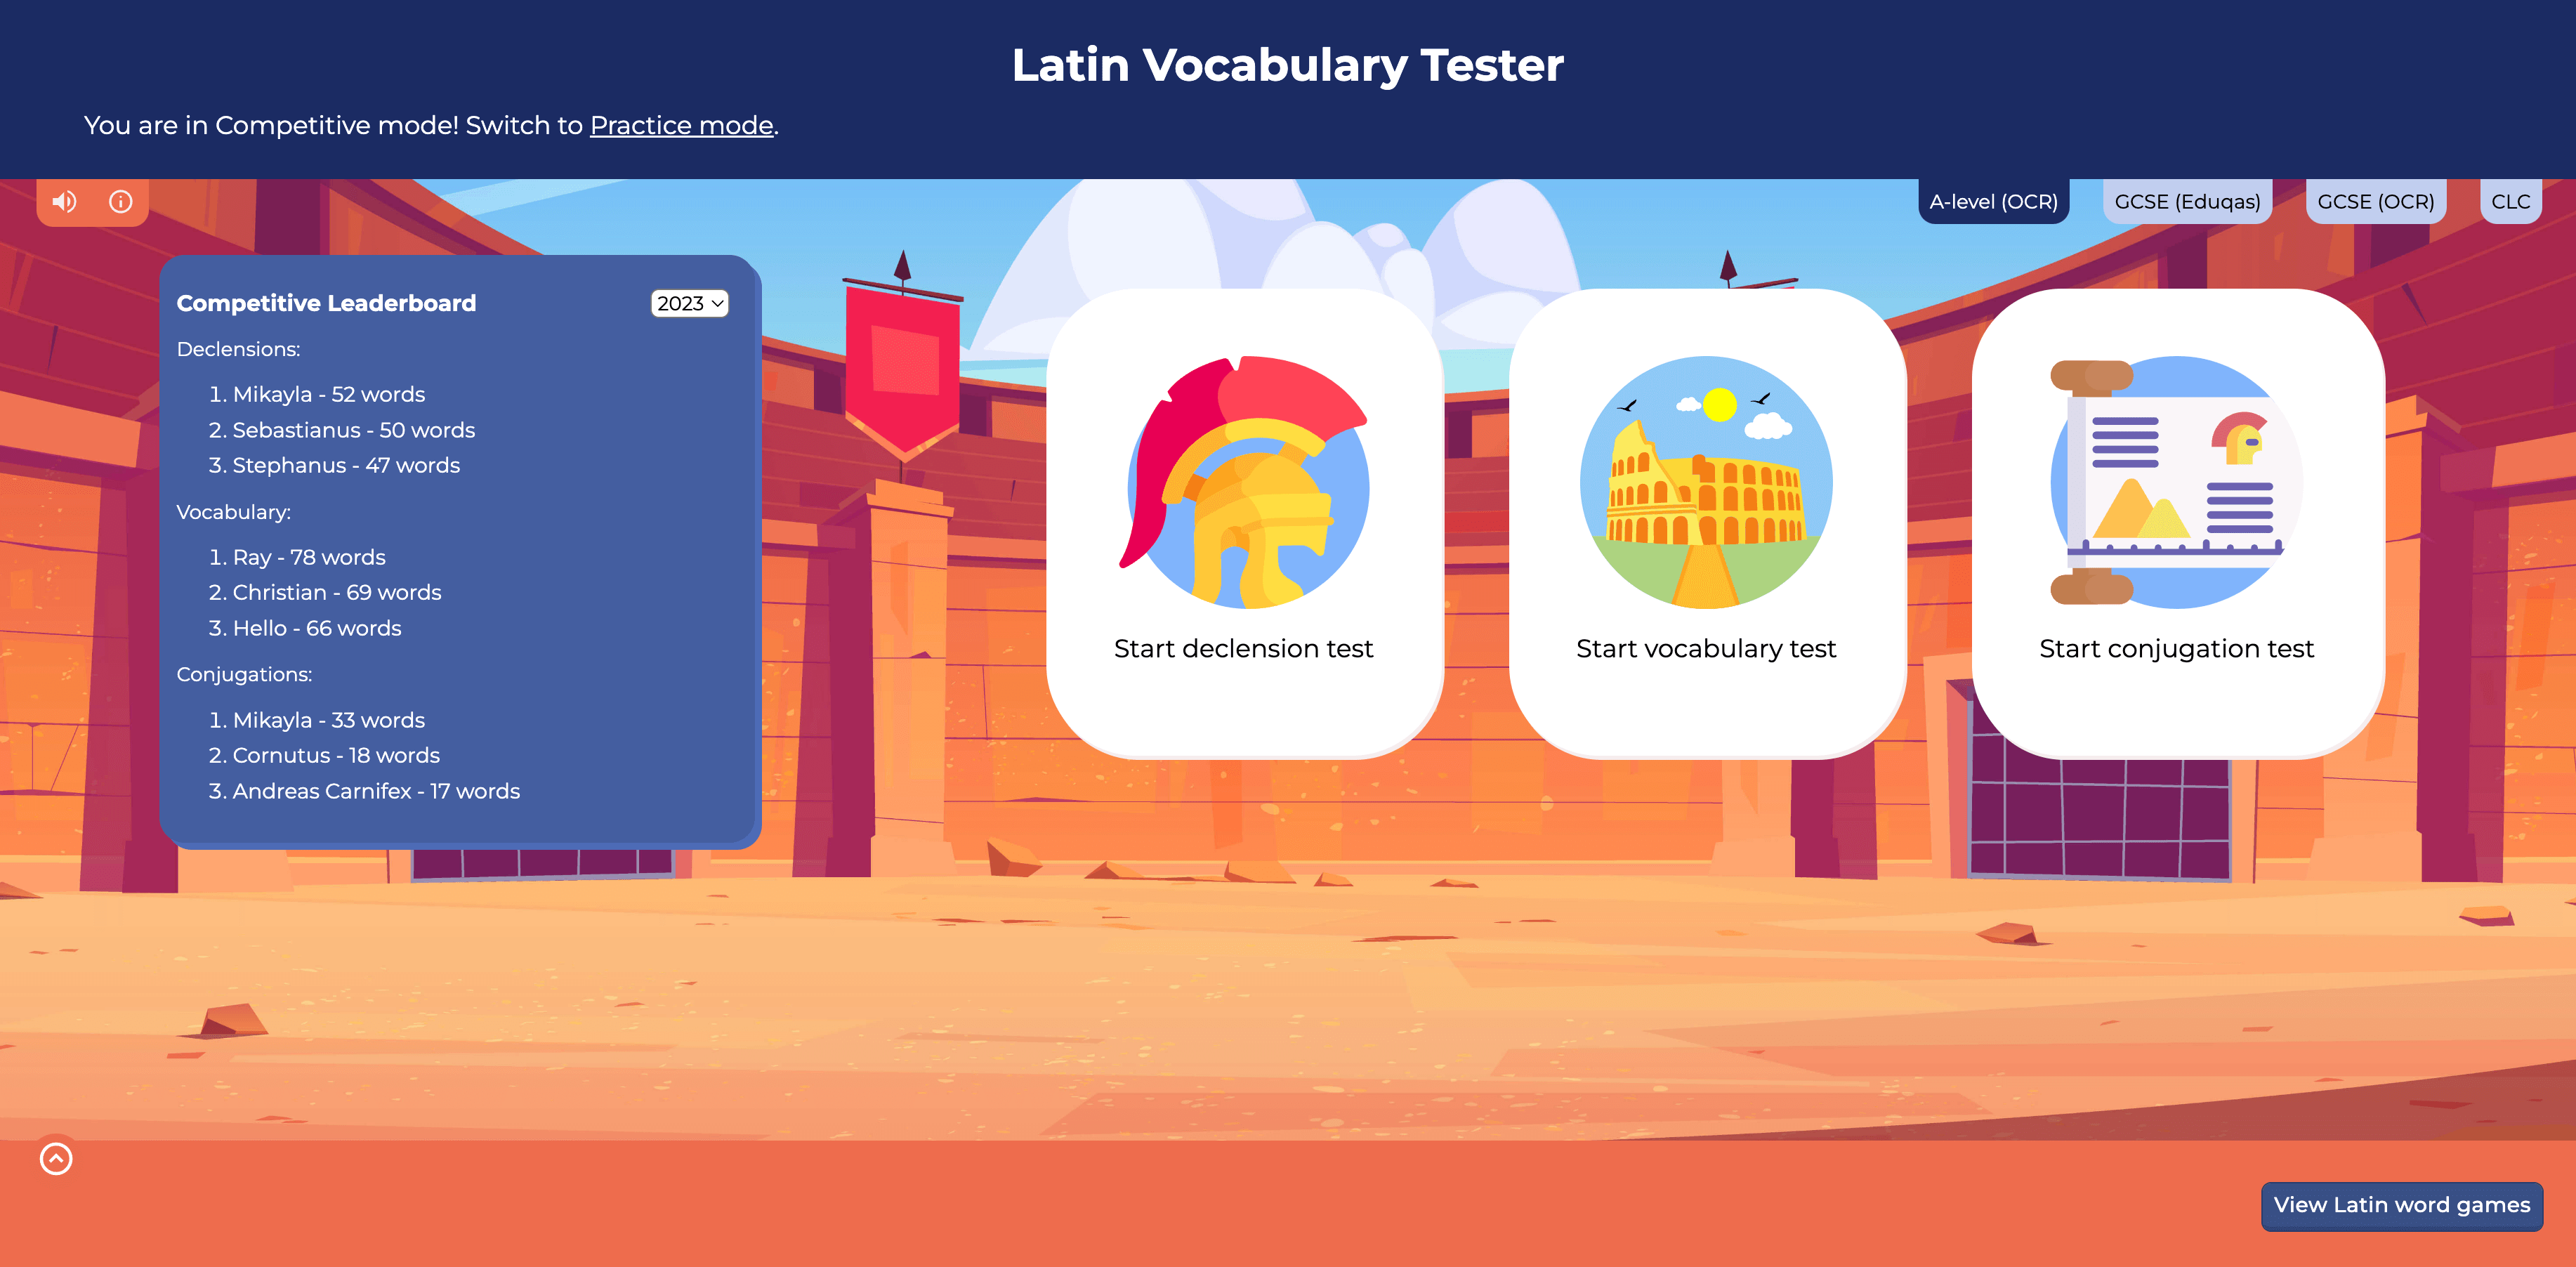 Latin Vocabulary Tester
You are in Competitive mode! Switch to Practice mode.
A-level (OCR)
GCSE (Eduqas)
GCSE (OCR)
CLC
Competitive Leaderboard
2023
Declensions:
1. Mikayla - 52 words
2. Sebastianus - 50 words
3. Stephanus - 47 words
Vocabulary:
1. Ray - 78 words
2. Christian - 69 words
3. Hello - 66 words
Conjugations:
1. Mikayla - 33 words
2. Cornutus - 18 words
3. Andreas Carnifex - 17 words
Start declension test
Start vocabulary test
Start conjugation test
View Latin word games